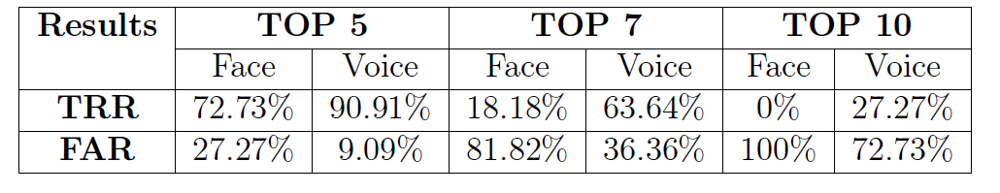 Results TOP 5 TOP 7 TOP 10
Face Voice Face Voice Face Voice
TRR 72.73% 90.91% 18.18% 63.64% 0% 27.27%
FAR 27.27% 9.09% 81.82% 36.36% 100% 72.73%